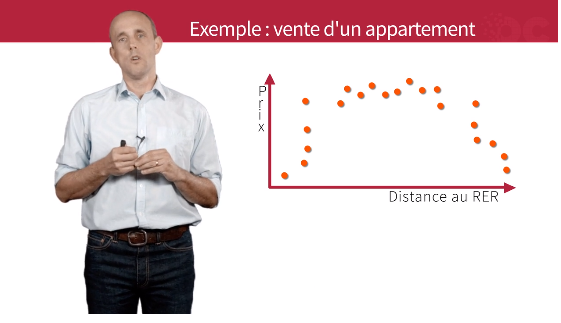 Exemple : vente d'un appartement
Prix
Distance au RER